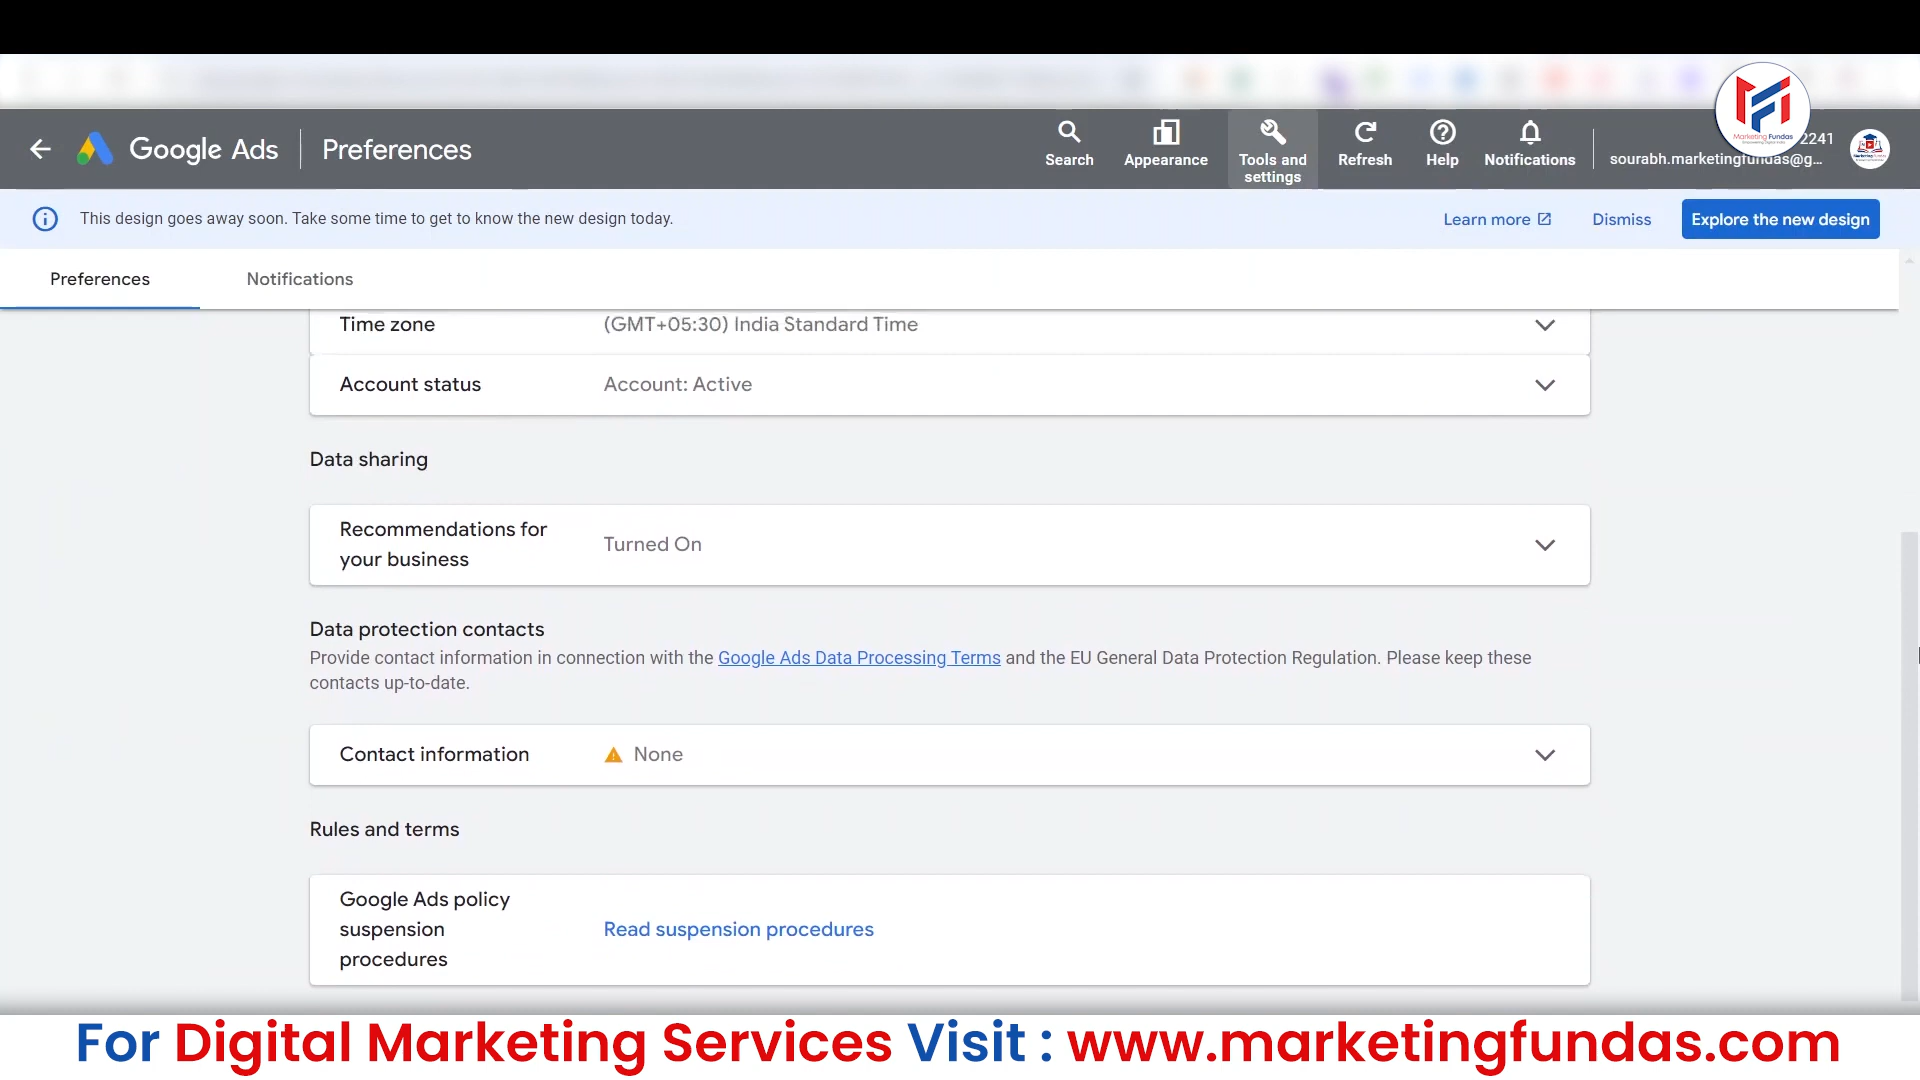 Google Ads
Preferences
Search
Appearance
Tools and
settings
Refresh
Help
Notifications
2241
sourabh.marketingfundas@g...
Marketing Fundas
This design goes away soon. Take some time to get to know the new design today.
Learn more
Dismiss
Explore the new design
Preferences
Notifications
Time zone
(GMT+05:30) India Standard Time
Account status
Account: Active
Data sharing
Recommendations for
your business
Turned On
Data protection contacts
Provide contact information in connection with the Google Ads Data Processing Terms and the EU General Data Protection Regulation. Please keep these
contacts up-to-date.
Contact information
None
Rules and terms
Google Ads policy
suspension
procedures
Read suspension procedures
For Digital Marketing Services Visit : www.marketingfundas.com